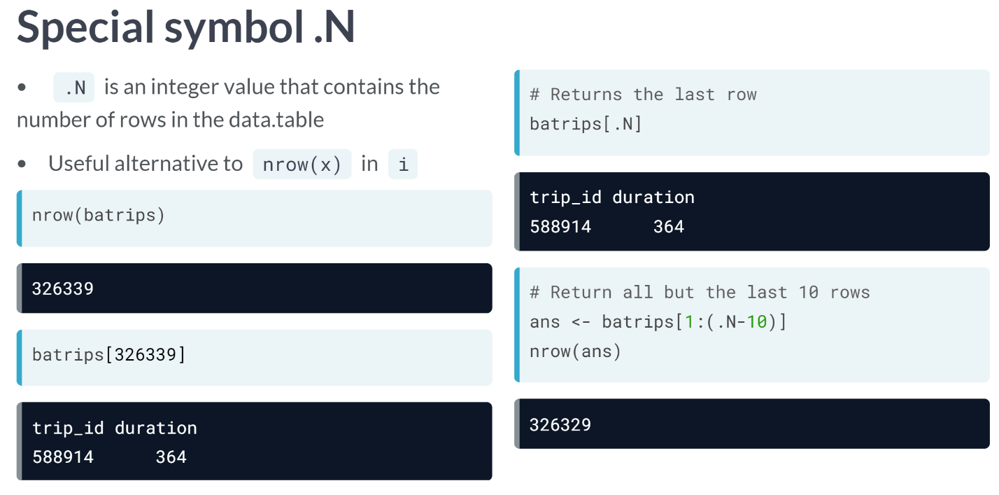 Special symbol .N
• .N is an integer value that contains the
number of rows in the data.table
• Useful alternative to nrow(x) in i
nrow(batrips)
326339
batrips[326339]
trip_id duration
588914      364
# Returns the last row
batrips[.N]
trip_id duration
588914      364
# Return all but the last 10 rows
ans <- batrips[1:(.N-10)]
nrow(ans)
326329